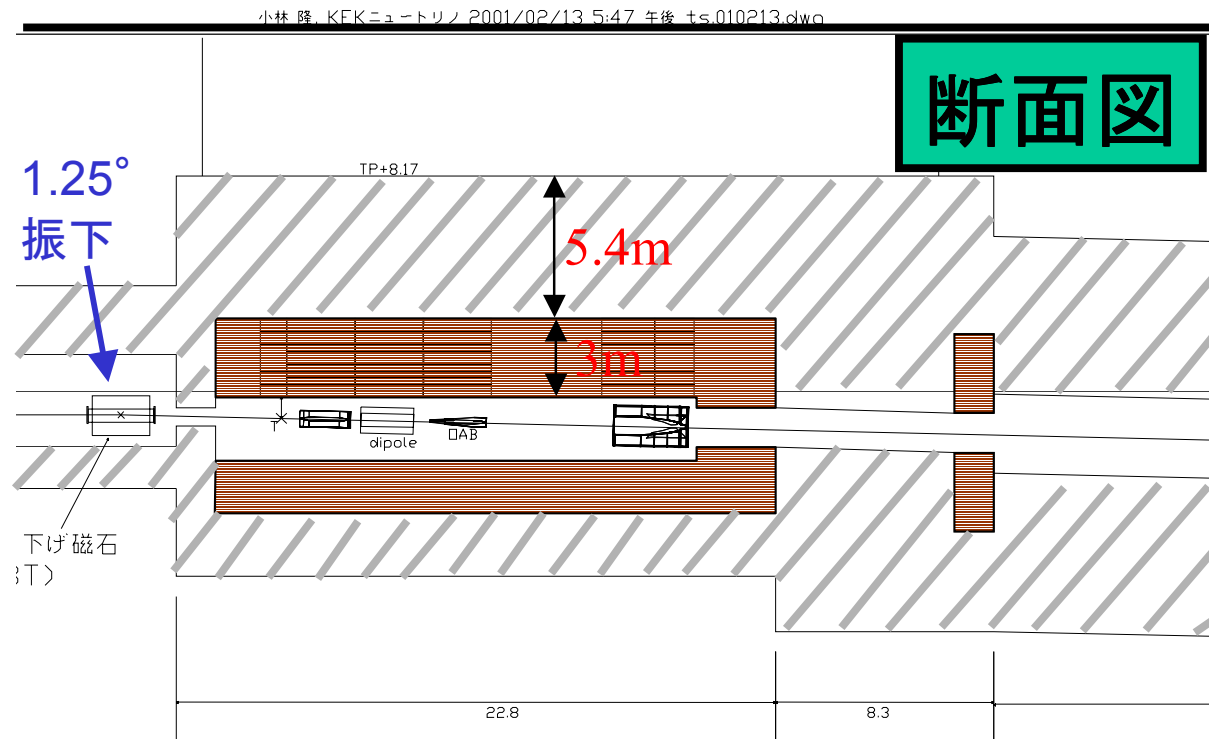 小林 隆, KEKニュートリノ 2001/02/13 5:47 午後 ts.010213.dwg
断面図
1.25°
振下
TP+8.17
5.4m
3m
T
dipole
□AB
下げ磁石
3T)
22.8
8.3